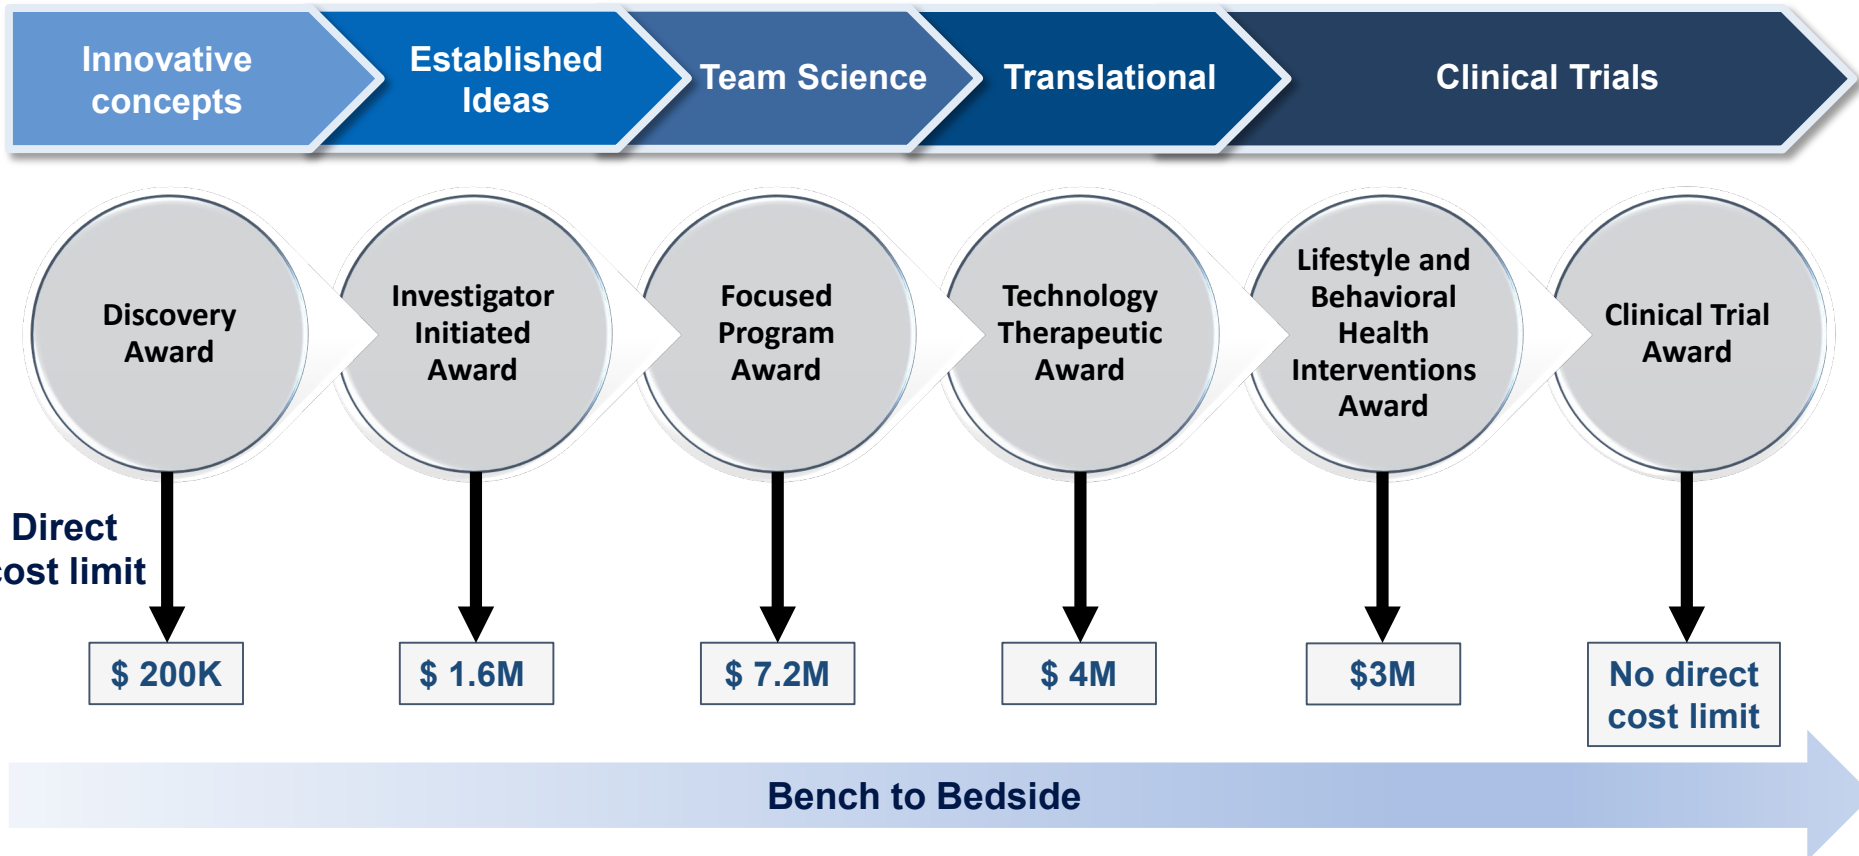 Innovative
concepts
Established
Ideas
Team Science
Translational
Clinical Trials
Discovery
Award
Investigator
Initiated
Award
Focused
Program
Award
Technology
Therapeutic
Award
Lifestyle and
Behavioral
Health
Interventions
Award
Clinical Trial
Award
Direct
cost limit
$ 200K
$ 1.6M
$ 7.2M
$ 4M
$3M
No direct
cost limit
Bench to Bedside